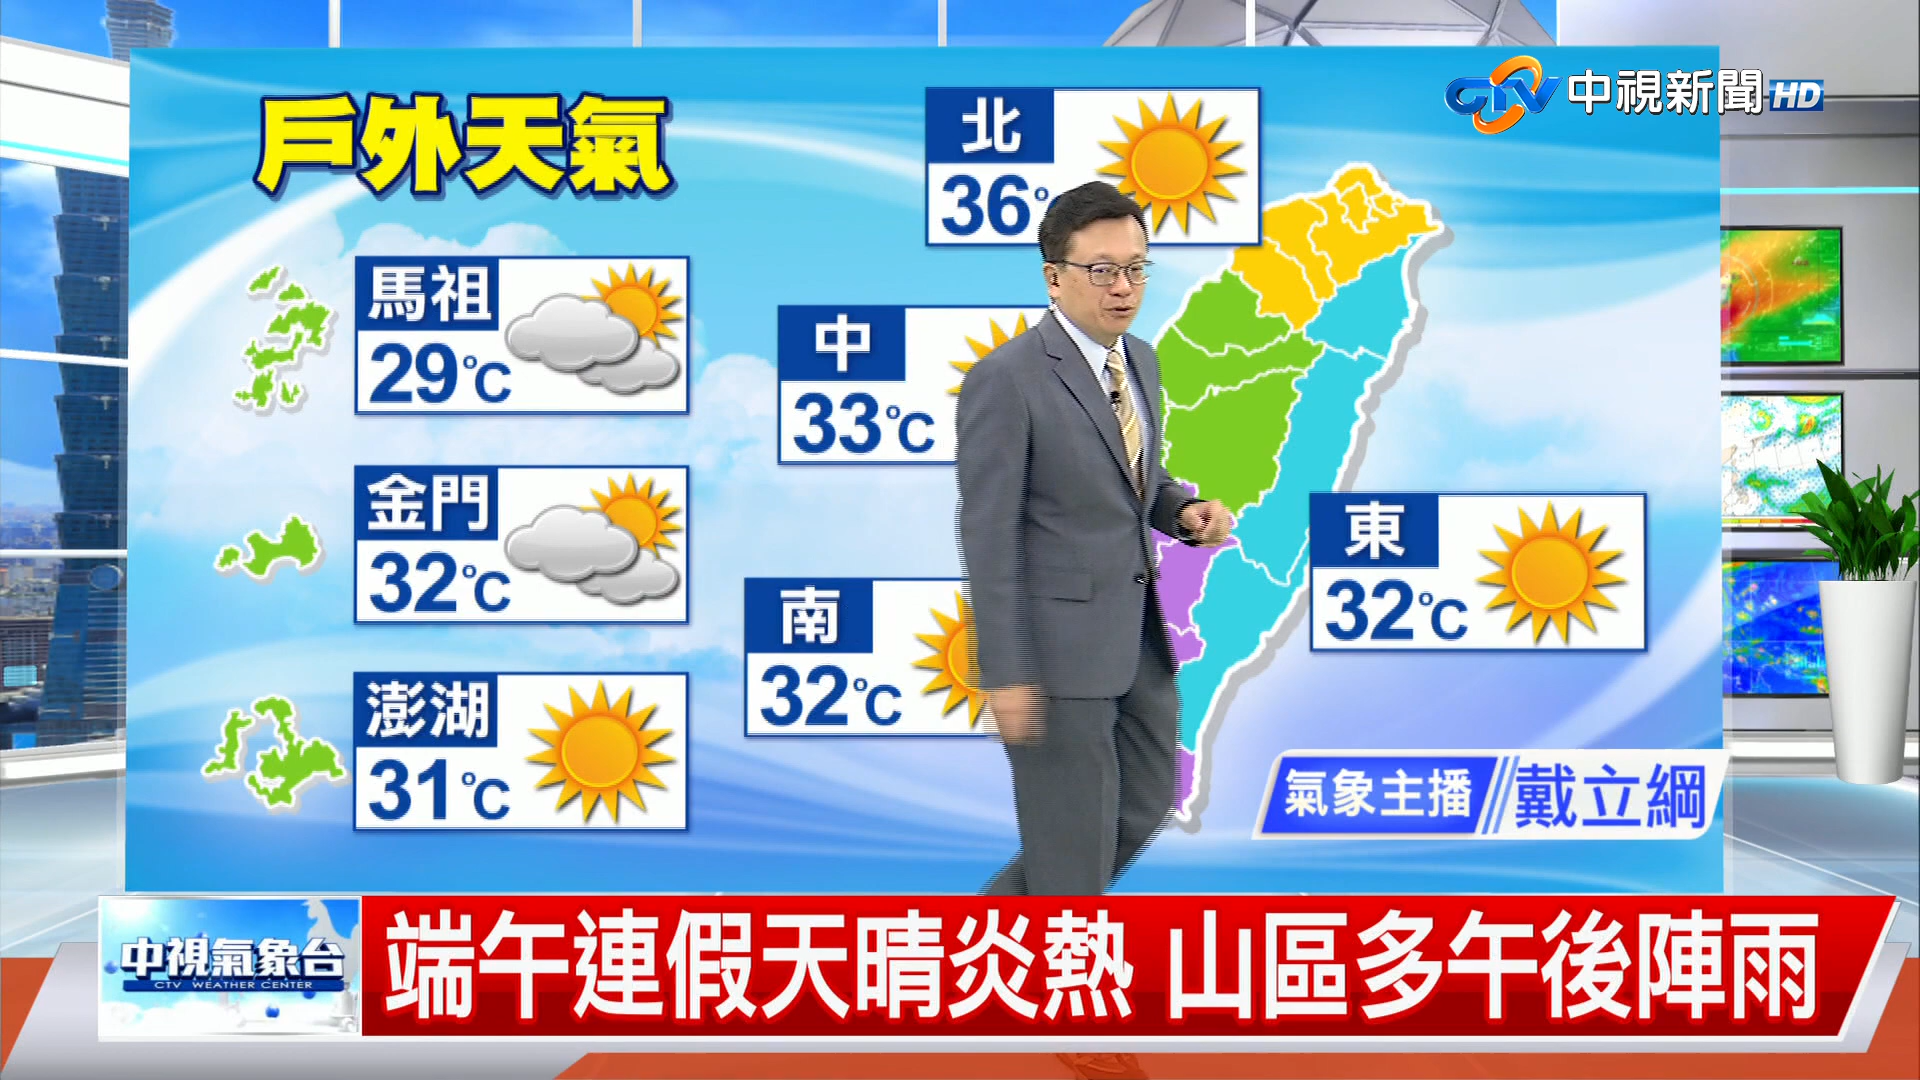 戶外天氣
CTV 中視新聞 HD
北
36°
馬祖
29℃
中
33℃
金門
32℃
東
32℃
南
32℃
澎湖
31℃
氣象主播 戴立綱
中視氣象台
CTV WEATHER CENTER
端午連假天晴炎熱 山區多午後陣雨